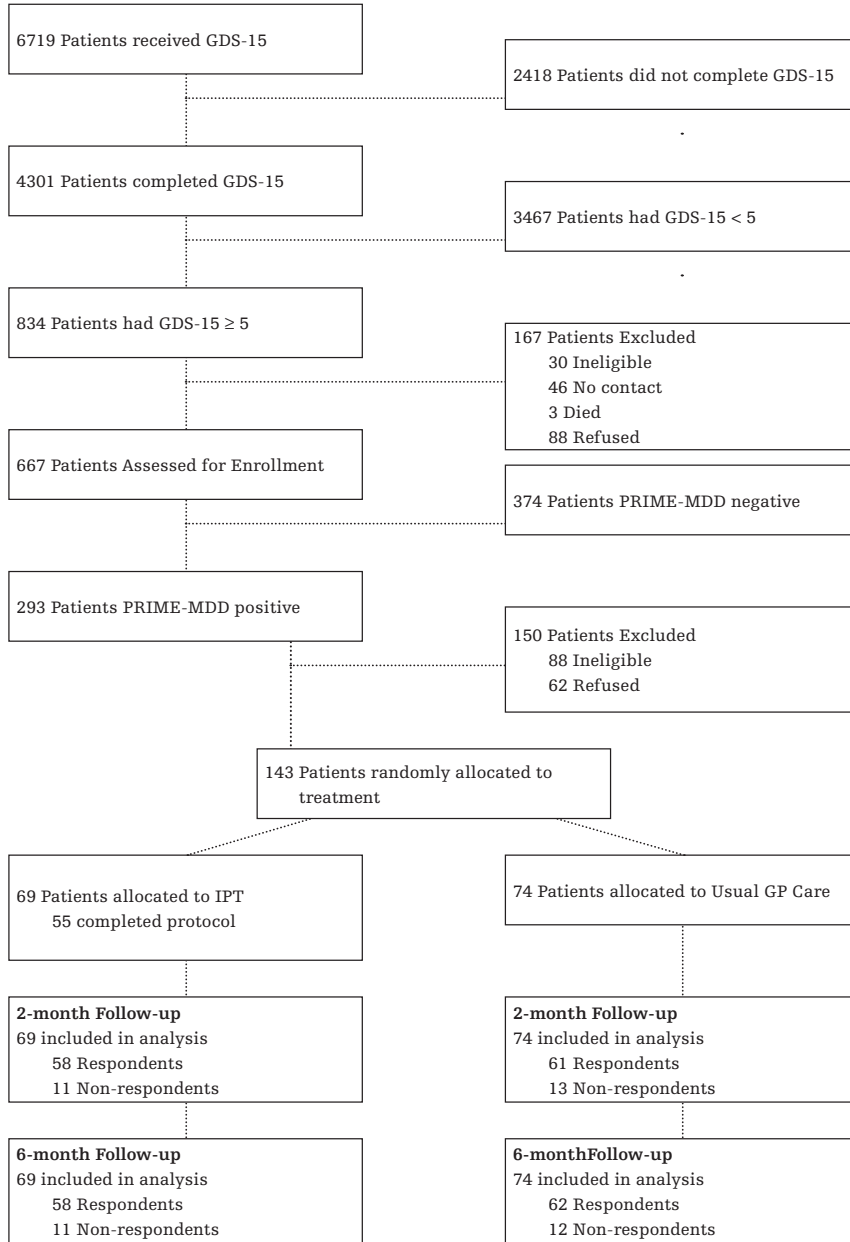 6719 Patients received GDS-15
2418 Patients did not complete GDS-15
4301 Patients completed GDS-15
3467 Patients had GDS-15 < 5
834 Patients had GDS-15 ≥ 5
167 Patients Excluded
30 Ineligible
46 No contact
3 Died
88 Refused
667 Patients Assessed for Enrollment
374 Patients PRIME-MDD negative
293 Patients PRIME-MDD positive
150 Patients Excluded
88 Ineligible
62 Refused
143 Patients randomly allocated to
treatment
69 Patients allocated to IPT
55 completed protocol
74 Patients allocated to Usual GP Care
2-month Follow-up
69 included in analysis
58 Respondents
11 Non-respondents
2-month Follow-up
74 included in analysis
61 Respondents
13 Non-respondents
6-month Follow-up
69 included in analysis
58 Respondents
11 Non-respondents
6-monthFollow-up
74 included in analysis
62 Respondents
12 Non-respondents